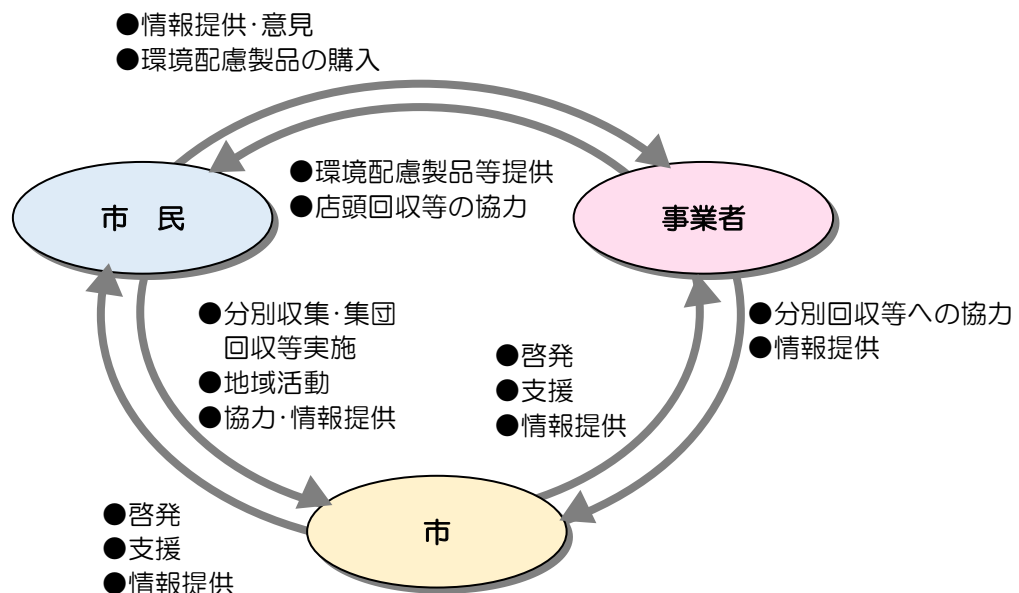 ●情報提供・意見
●環境配慮製品の購入
●環境配慮製品等提供
●店頭回収等の協力
市　民
事業者
●分別収集・集団
回収等実施
●地域活動
●協力・情報提供
●啓発
●支援
●情報提供
●分別回収等への協力
●情報提供
●啓発
●支援
●情報提供
市